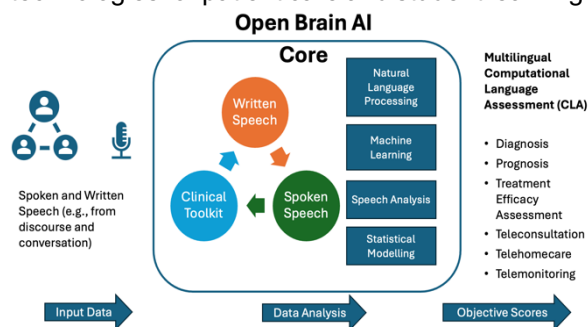 Open Brain AI
Core
Written
Speech
Clinical
Toolkit
Spoken
Speech
Natural
Language
Processing
Machine
Learning
Speech Analysis
Statistical
Modelling
Spoken and Written
Speech (e.g., from
discourse and
conversation)
Multilingual
Computational
Language
Assessment (CLA)
• Diagnosis
• Prognosis
• Treatment
Efficacy
Assessment
• Teleconsultation
• Telehomecare
• Telemonitoring
Input Data
Data Analysis
Objective Scores